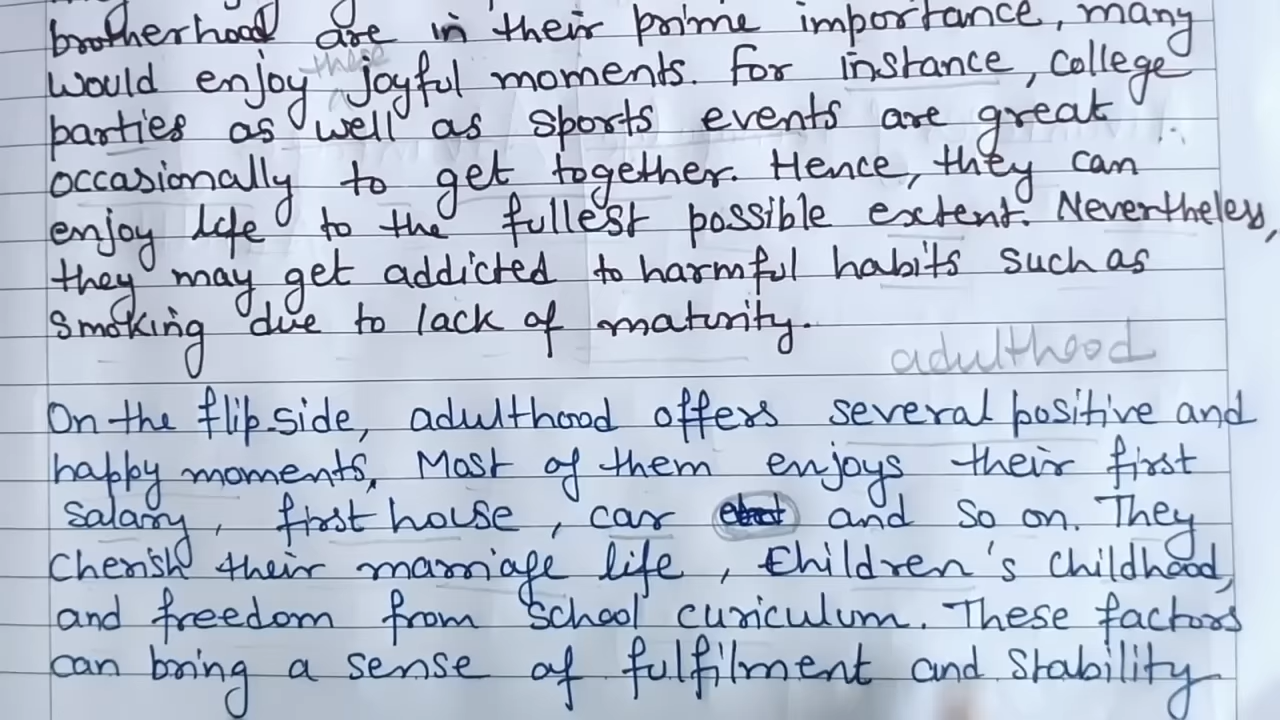 brotherhood are in their prime importance, many
would enjoy these joyful moments. For instance, college
parties as well as sports events are great
occasionally to get together. Hence, they can
enjoy life to the fullest possible extent. Nevertheless,
they may get addicted to harmful habits such as
smoking due to lack of maturity.
adulthood
On the flip-side, adulthood offers several positive and
happy moments. Most of them enjoys their first
salary, first house, car and so on. They
cherish their marriage life, children's childhood,
and freedom from school curiculum. These factors
can bring a sense of fulfilment and stability